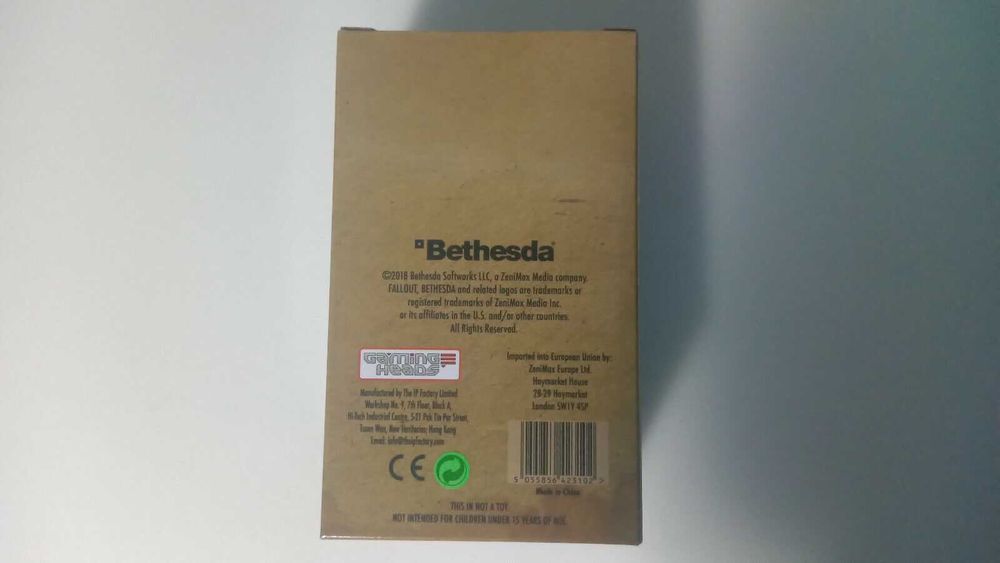 Bethesda
©2018 Bethesda Softworks LLC, a ZeniMax Media company.
FALLOUT, BETHESDA and related logos are trademarks or
registered trademarks of ZeniMax Media Inc.
or its affiliates in the U.S. and/or other countries.
All Rights Reserved.
GAMING HEADS
Manufactured by The IP Factory Limited
Workshop No. 9, 7th Floor, Block A,
Hi-Tech Industrial Centre, 5-21 Pak Tin Par Street,
Tsuen Wan, New Territories, Hong Kong
Email: info@theipfactory.com
Imported into European Union by:
ZeniMax Europe Ltd.
Haymarket House
28-29 Haymarket
London SW1Y 4SP
CE
5 055856 423102 >
Made in China
THIS IS NOT A TOY.
NOT INTENDED FOR CHILDREN UNDER 15 YEARS OF AGE.